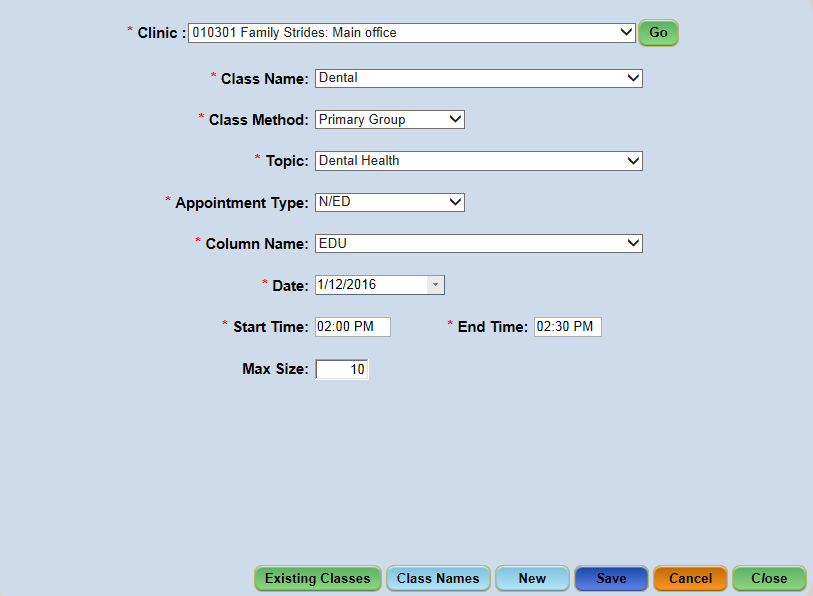 * Clinic : 010301 Family Strides: Main office Go
* Class Name: Dental
* Class Method: Primary Group
* Topic: Dental Health
* Appointment Type: N/ED
* Column Name: EDU
* Date: 1/12/2016
* Start Time: 02:00 PM * End Time: 02:30 PM
Max Size: 10
Existing Classes Class Names New Save Cancel Close